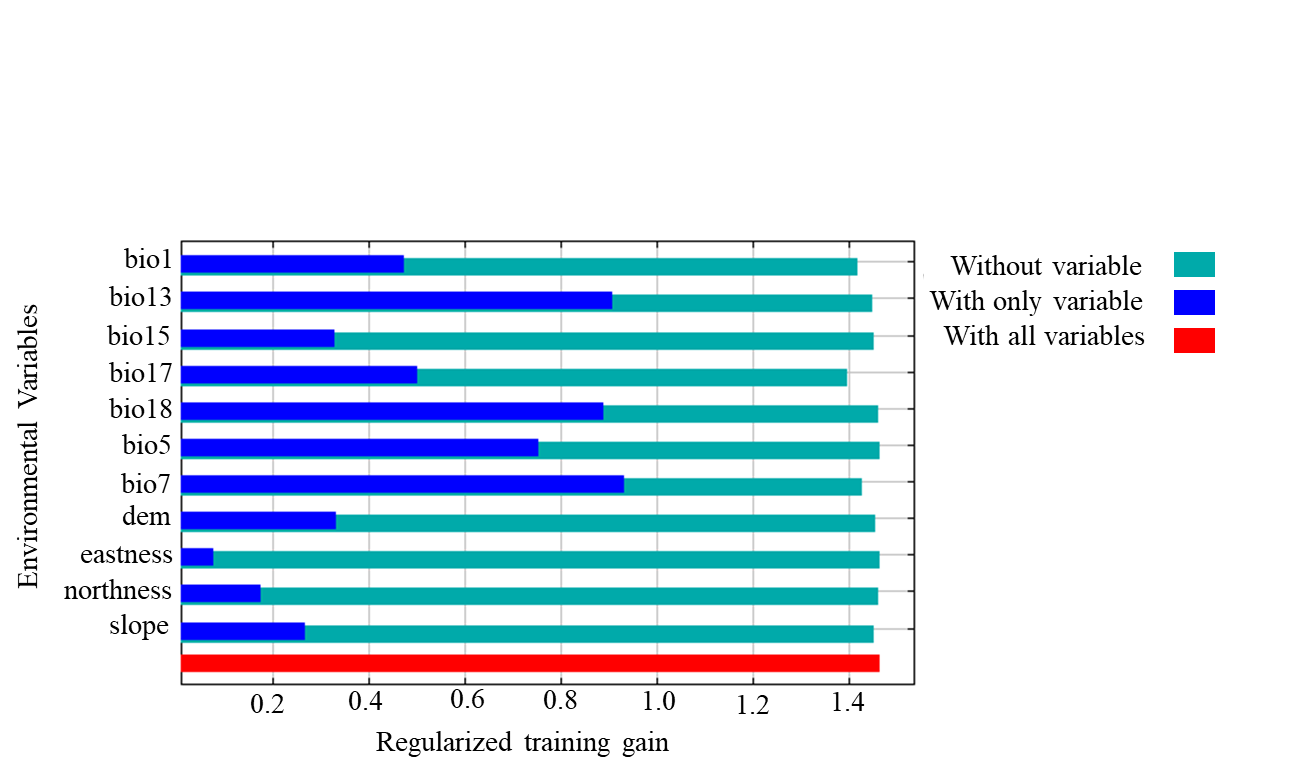 bio1
bio13
bio15
bio17
bio18
bio5
bio7
dem
eastness
northness
slope
Environmental Variables
0.2 0.4 0.6 0.8 1.0 1.2 1.4
Regularized training gain
Without variable
With only variable
With all variables